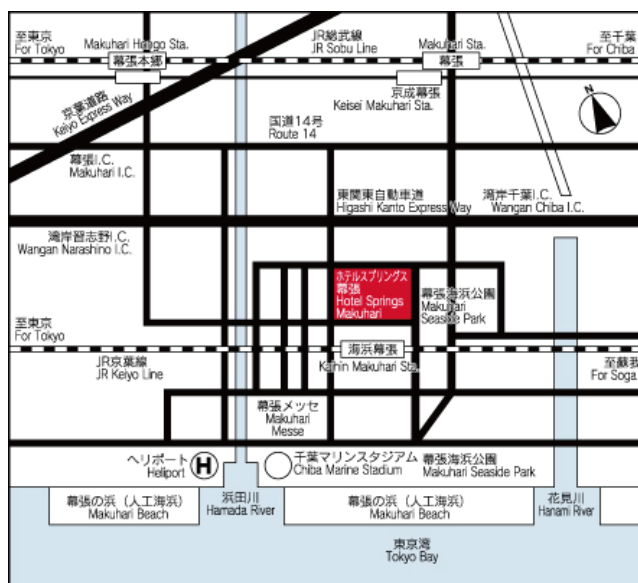 至東京
For Tokyo
Makuhari Hongo Sta.
幕張本郷
JR総武線
JR Sobu Line
Makuhari Sta.
幕張
至千葉
For Chiba
京成幕張
Keisei Makuhari Sta.
京葉道路
Keiyo Express Way
国道14号
Route 14
幕張I.C.
Makuhari I.C.
東関東自動車道
Higashi Kanto Express Way
湾岸千葉I.C.
Wangan Chiba I.C.
湾岸習志野I.C.
Wangan Narashino I.C.
ホテルスプリングス
幕張
Hotel Springs
Makuhari
幕張海浜公園
Makuhari
Seaside Park
至東京
For Tokyo
海浜幕張
Kaihin Makuhari Sta.
JR京葉線
JR Keiyo Line
至蘇我
For Soga
幕張メッセ
Makuhari
Messe
ヘリポート
Heliport
H
千葉マリンスタジアム
Chiba Marine Stadium
幕張海浜公園
Makuhari Seaside Park
幕張の浜（人工海浜）
Makuhari Beach
浜田川
Hamada River
幕張の浜（人工海浜）
Makuhari Beach
花見川
Hanami River
東京湾
Tokyo Bay